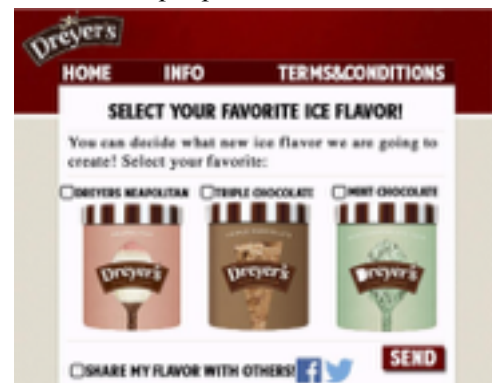 Dreyer's
HOME INFO TERMS&CONDITIONS
SELECT YOUR FAVORITE ICE FLAVOR!
You can decide what new ice flavor we are going to
create! Select your favorite:
DREYERS NEAPOLITAN TRIPLE CHOCOLATE MINT CHOCOLATE
Dreyer's Dreyer's Dreyer's
SHARE MY FLAVOR WITH OTHERS!
SEND